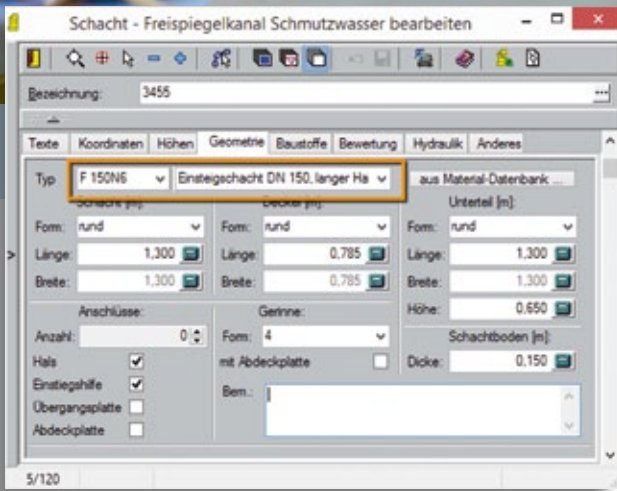 Schacht - Freispiegelkanal Schmutzwasser bearbeiten
Bezeichnung: 3455
Texte Koordinaten Höhen Geometrie Baustoffe Bewertung Hydraulik Anderes
Typ F 150N6 Einsteigschacht DN 150, langer Ha aus Material-Datenbank ...
Schacht [m]: Deckel [m]: Unterteil [m]:
Form: rund Form: rund Form: rund
Länge: 1,300 Länge: 0,785 Länge: 1,300
Breite: 1,300 Breite: 0,785 Breite: 1,300
Anschlüsse: Gerinne: Höhe: 0,650
Anzahl: 0 Form: 4 Schachtboden [m]:
Hals mit Abdeckplatte Dicke: 0,150
Einstiegshilfe Bem.:
Übergangsplatte
Abdeckplatte
5/120